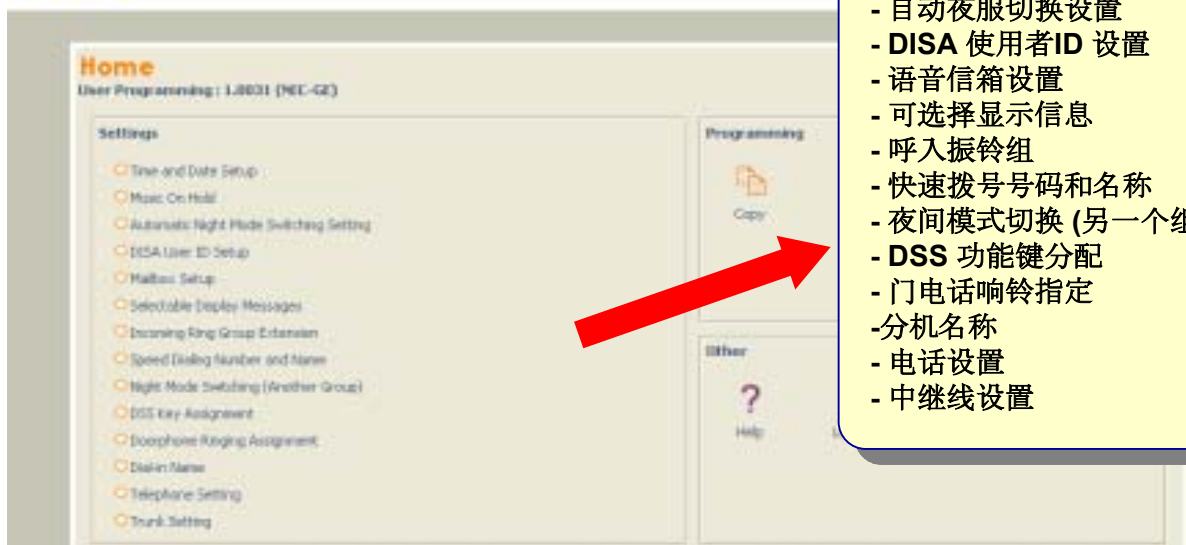 Home
User Programming : 1.0031 (NEC-GE)
Settings
Time and Date Setup
Music On Hold
Automatic Night Mode Switching Setting
DISA User ID Setup
Mailbox Setup
Selectable Display Messages
Incoming Ring Group Extension
Speed Dialing Number and Name
Night Mode Switching (Another Group)
DSS Key Assignment
Doorphone Ringing Assignment
Dial-in Name
Telephone Setting
Trunk Setting
Programming
Copy
Other
?
Help
- 自动夜服切换设置
- DISA 使用者ID 设置
- 语音信箱设置
- 可选择显示信息
- 呼入振铃组
- 快速拨号号码和名称
- 夜间模式切换 (另一个组
- DSS 功能键分配
- 门电话响铃指定
-分机名称
- 电话设置
- 中继线设置